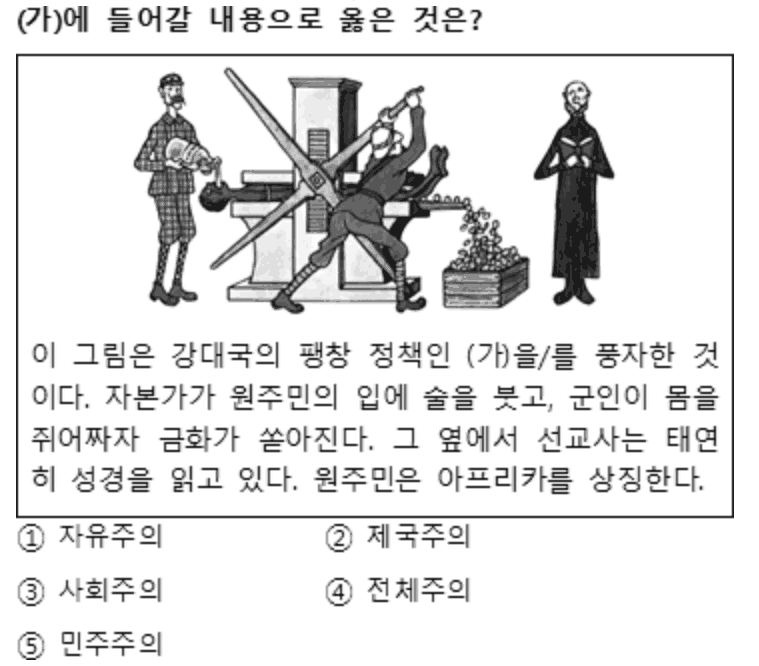 (가)에 들어갈 내용으로 옳은 것은?
이 그림은 강대국의 팽창 정책인 (가)을/를 풍자한 것
이다. 자본가가 원주민의 입에 술을 붓고, 군인이 몸을
쥐어짜자 금화가 쏟아진다. 그 옆에서 선교사는 태연
히 성경을 읽고 있다. 원주민은 아프리카를 상징한다.
① 자유주의 ② 제국주의
③ 사회주의 ④ 전체주의
⑤ 민주주의